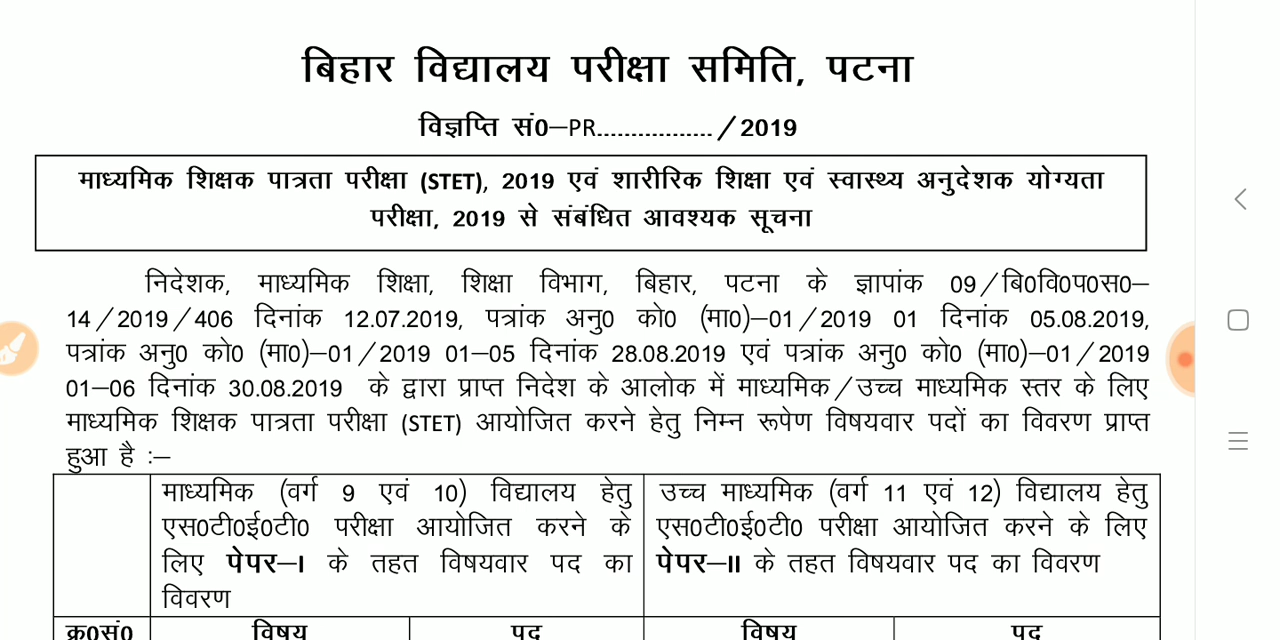 बिहार विद्यालय परीक्षा समिति, पटना
विज्ञप्ति सं0–PR................. / 2019
माध्यमिक शिक्षक पात्रता परीक्षा (STET), 2019 एवं शारीरिक शिक्षा एवं स्वास्थ्य अनुदेशक योग्यता
परीक्षा, 2019 से संबंधित आवश्यक सूचना
निदेशक, माध्यमिक शिक्षा, शिक्षा विभाग, बिहार, पटना के ज्ञापांक 09/बि0वि0प0स0–
14/2019/406 दिनांक 12.07.2019, पत्रांक अनु0 को0 (मा0)–01/2019 01 दिनांक 05.08.2019,
पत्रांक अनु0 को0 (मा0)–01/2019 01–05 दिनांक 28.08.2019 एवं पत्रांक अनु0 को0 (मा0)–01/2019
01–06 दिनांक 30.08.2019 के द्वारा प्राप्त निदेश के आलोक में माध्यमिक/उच्च माध्यमिक स्तर के लिए
माध्यमिक शिक्षक पात्रता परीक्षा (STET) आयोजित करने हेतु निम्न रूपेण विषयवार पदों का विवरण प्राप्त
हुआ है :–
माध्यमिक (वर्ग 9 एवं 10) विद्यालय हेतु
एस0टी0ई0टी0 परीक्षा आयोजित करने के
लिए पेपर–I के तहत विषयवार पद का
विवरण
उच्च माध्यमिक (वर्ग 11 एवं 12) विद्यालय हेतु
एस0टी0ई0टी0 परीक्षा आयोजित करने के लिए
पेपर–II के तहत विषयवार पद का विवरण
क्र0सं0 विषय पद विषय पद